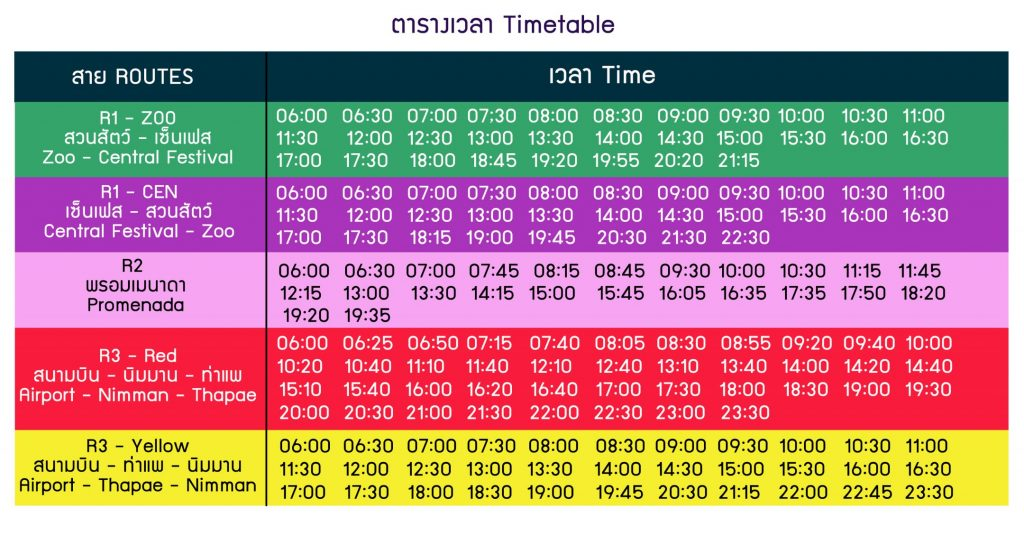 ตารางเวลา Timetable
สาย ROUTES
เวลา Time
R1 - ZOO
สวนสัตว์ - เซ็นเฟส
Zoo - Central Festival
06:00 06:30 07:00 07;30 08:00 08:30 09:00 09:30 10:00 10:30 11:00
11:30 12:00 12:30 13:00 13:30 14:00 14:30 15:00 15:30 16:00 16:30
17:00 17:30 18:00 18:45 19:20 19:55 20:20 21:15
R1 - CEN
เซ็นเฟส - สวนสัตว์
Central Festival - Zoo
06:00 06:30 07:00 07;30 08:00 08:30 09:00 09:30 10:00 10:30 11:00
11:30 12:00 12:30 13:00 13:30 14:00 14:30 15:00 15:30 16:00 16:30
17:00 17:30 18:15 19:00 19:45 20:30 21:30 22:30
R2
พรอมเมนาดา
Promenada
06:00 06:30 07:00 07:45 08:15 08:45 09:30 10:00 10:30 11:15 11:45
12:15 13:00 13:30 14:15 15:00 15:45 16:05 16:35 17:35 17:50 18:20
19:20 19:35
R3 - Red
สนามบิน - นิมมาน - ท่าแพ
Airport - Nimman - Thapae
06:00 06:25 06:50 07:15 07:40 08:05 08:30 08:55 09:20 09:40 10:00
10:20 10:40 11:10 11:40 12:10 12:40 13:10 13:40 14:00 14:20 14:40
15:10 15:40 16:00 16:20 16:40 17:00 17:30 18:00 18:30 19:00 19:30
20:00 20:30 21:00 21:30 22:00 22:30 23:00 23:30
R3 - Yellow
สนามบิน - ท่าแพ - นิมมาน
Airport - Thapae - Nimman
06:00 06:30 07:00 07:30 08:00 08:30 09:00 09:30 10:00 10:30 11:00
11:30 12:00 12:30 13:00 13:30 14:00 14:30 15:00 15:30 16:00 16:30
17:00 17:30 18:00 18:30 19:00 19:45 20:30 21:15 22:00 22:45 23:30